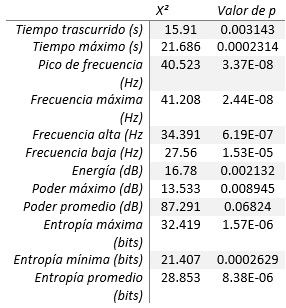 X² Valor de p
Tiempo trascurrido (s) 15.91 0.003143
Tiempo máximo (s) 21.686 0.0002314
Pico de frecuencia 40.523 3.37E-08
(Hz)
Frecuencia máxima 41.208 2.44E-08
(Hz)
Frecuencia alta (Hz 34.391 6.19E-07
Frecuencia baja (Hz) 27.56 1.53E-05
Energía (dB) 16.78 0.002132
Poder máximo (dB) 13.533 0.008945
Poder promedio (dB) 87.291 0.06824
Entropía máxima 32.419 1.57E-06
(bits)
Entropía mínima (bits) 21.407 0.0002629
Entropía promedio 28.853 8.38E-06
(bits)